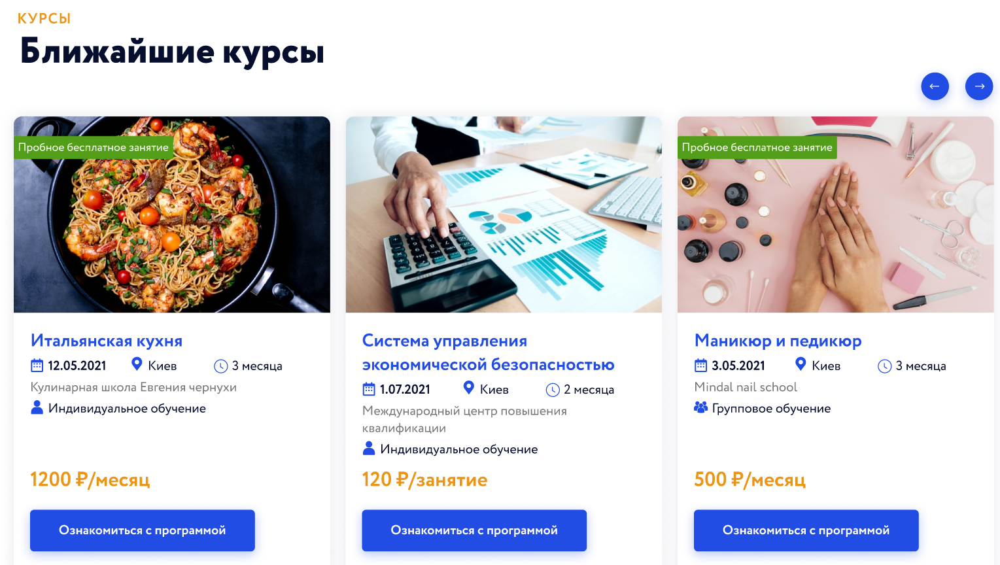 КУРСЫ
Ближайшие курсы
Пробное бесплатное занятие
Итальянская кухня
12.05.2021 Киев 3 месяца
Кулинарная школа Евгения чернухи
Индивидуальное обучение
1200 ₽/месяц
Ознакомиться с программой
Система управления
экономической безопасностью
1.07.2021 Киев 2 месяца
Международный центр повышения
квалификации
Индивидуальное обучение
120 ₽/занятие
Ознакомиться с программой
Пробное бесплатное занятие
Маникюр и педикюр
3.05.2021 Киев 3 месяца
Mindal nail school
Групповое обучение
500 ₽/месяц
Ознакомиться с программой